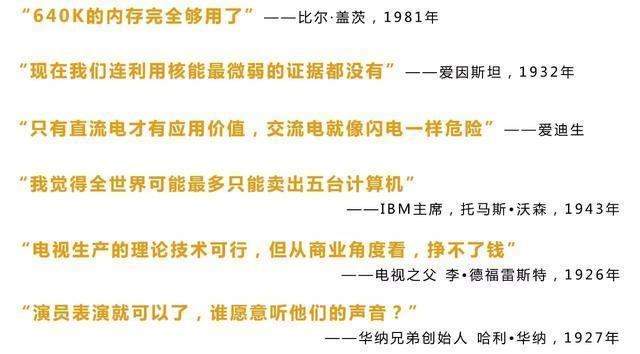 “640K的内存完全够用了” ——比尔·盖茨，1981年
“现在我们连利用核能最微弱的证据都没有” ——爱因斯坦，1932年
“只有直流电才有应用价值，交流电就像闪电一样危险” ——爱迪生
“我觉得全世界可能最多只能卖出五台计算机”
——IBM主席，托马斯•沃森，1943年
“电视生产的理论技术可行，但从商业角度看，挣不了钱”
——电视之父 李•德福雷斯特，1926年
“演员表演就可以了，谁愿意听他们的声音？”
——华纳兄弟创始人 哈利•华纳，1927年